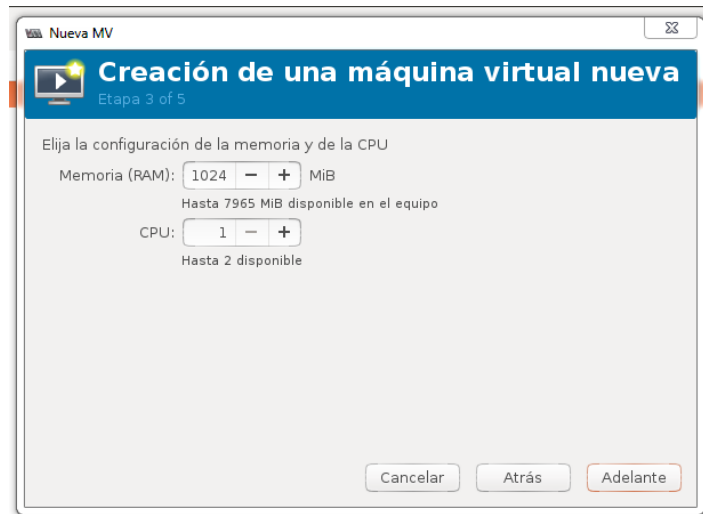 Nueva MV
Creación de una máquina virtual nueva
Etapa 3 of 5
Elija la configuración de la memoria y de la CPU
Memoria (RAM): 1024 − + MiB
Hasta 7965 MiB disponible en el equipo
CPU: 1 − +
Hasta 2 disponible
Cancelar Atrás Adelante